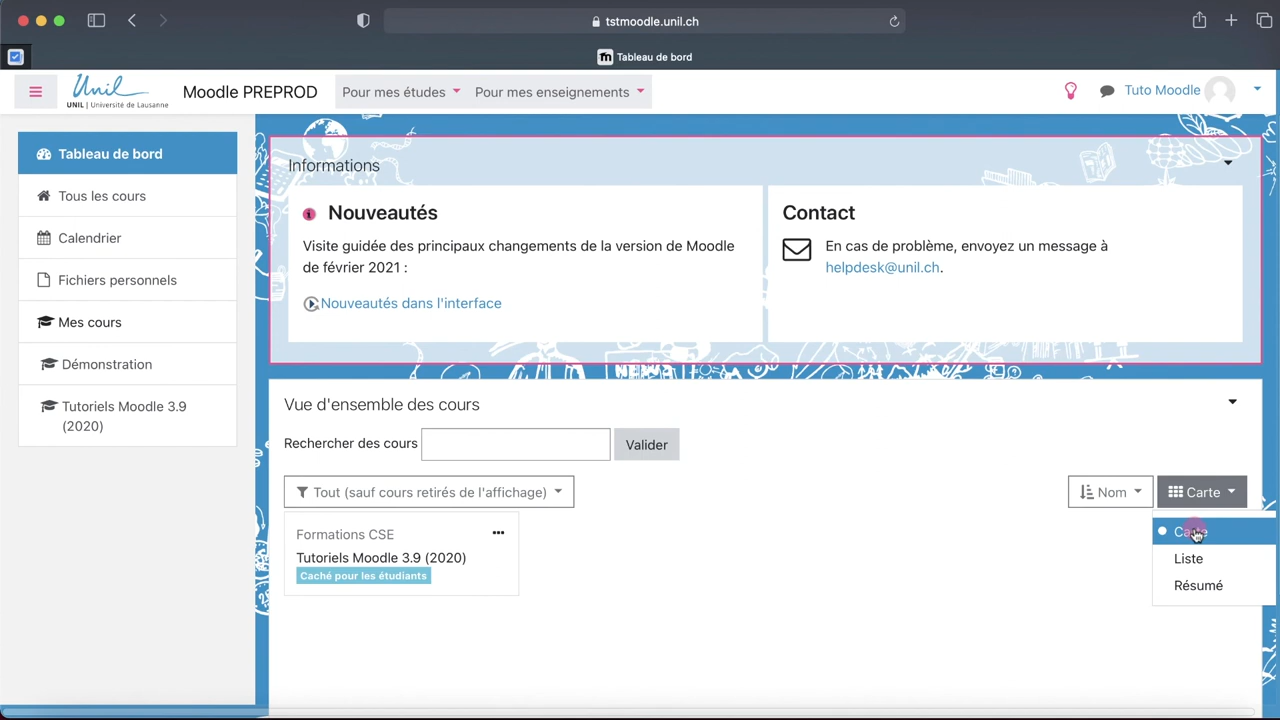 tstmoodle.unil.ch
Tableau de bord
Unil
UNIL | Université de Lausanne
Moodle PREPROD
Pour mes études
Pour mes enseignements
Tuto Moodle
Tableau de bord
Tous les cours
Calendrier
Fichiers personnels
Mes cours
Démonstration
Tutoriels Moodle 3.9
(2020)
Informations
Nouveautés
Visite guidée des principaux changements de la version de Moodle
de février 2021 :
Nouveautés dans l'interface
Contact
En cas de problème, envoyez un message à
helpdesk@unil.ch.
NEWS
Vue d'ensemble des cours
Rechercher des cours
Valider
Tout (sauf cours retirés de l'affichage)
Nom
Carte
Carte
Liste
Résumé
Formations CSE
Tutoriels Moodle 3.9 (2020)
Caché pour les étudiants